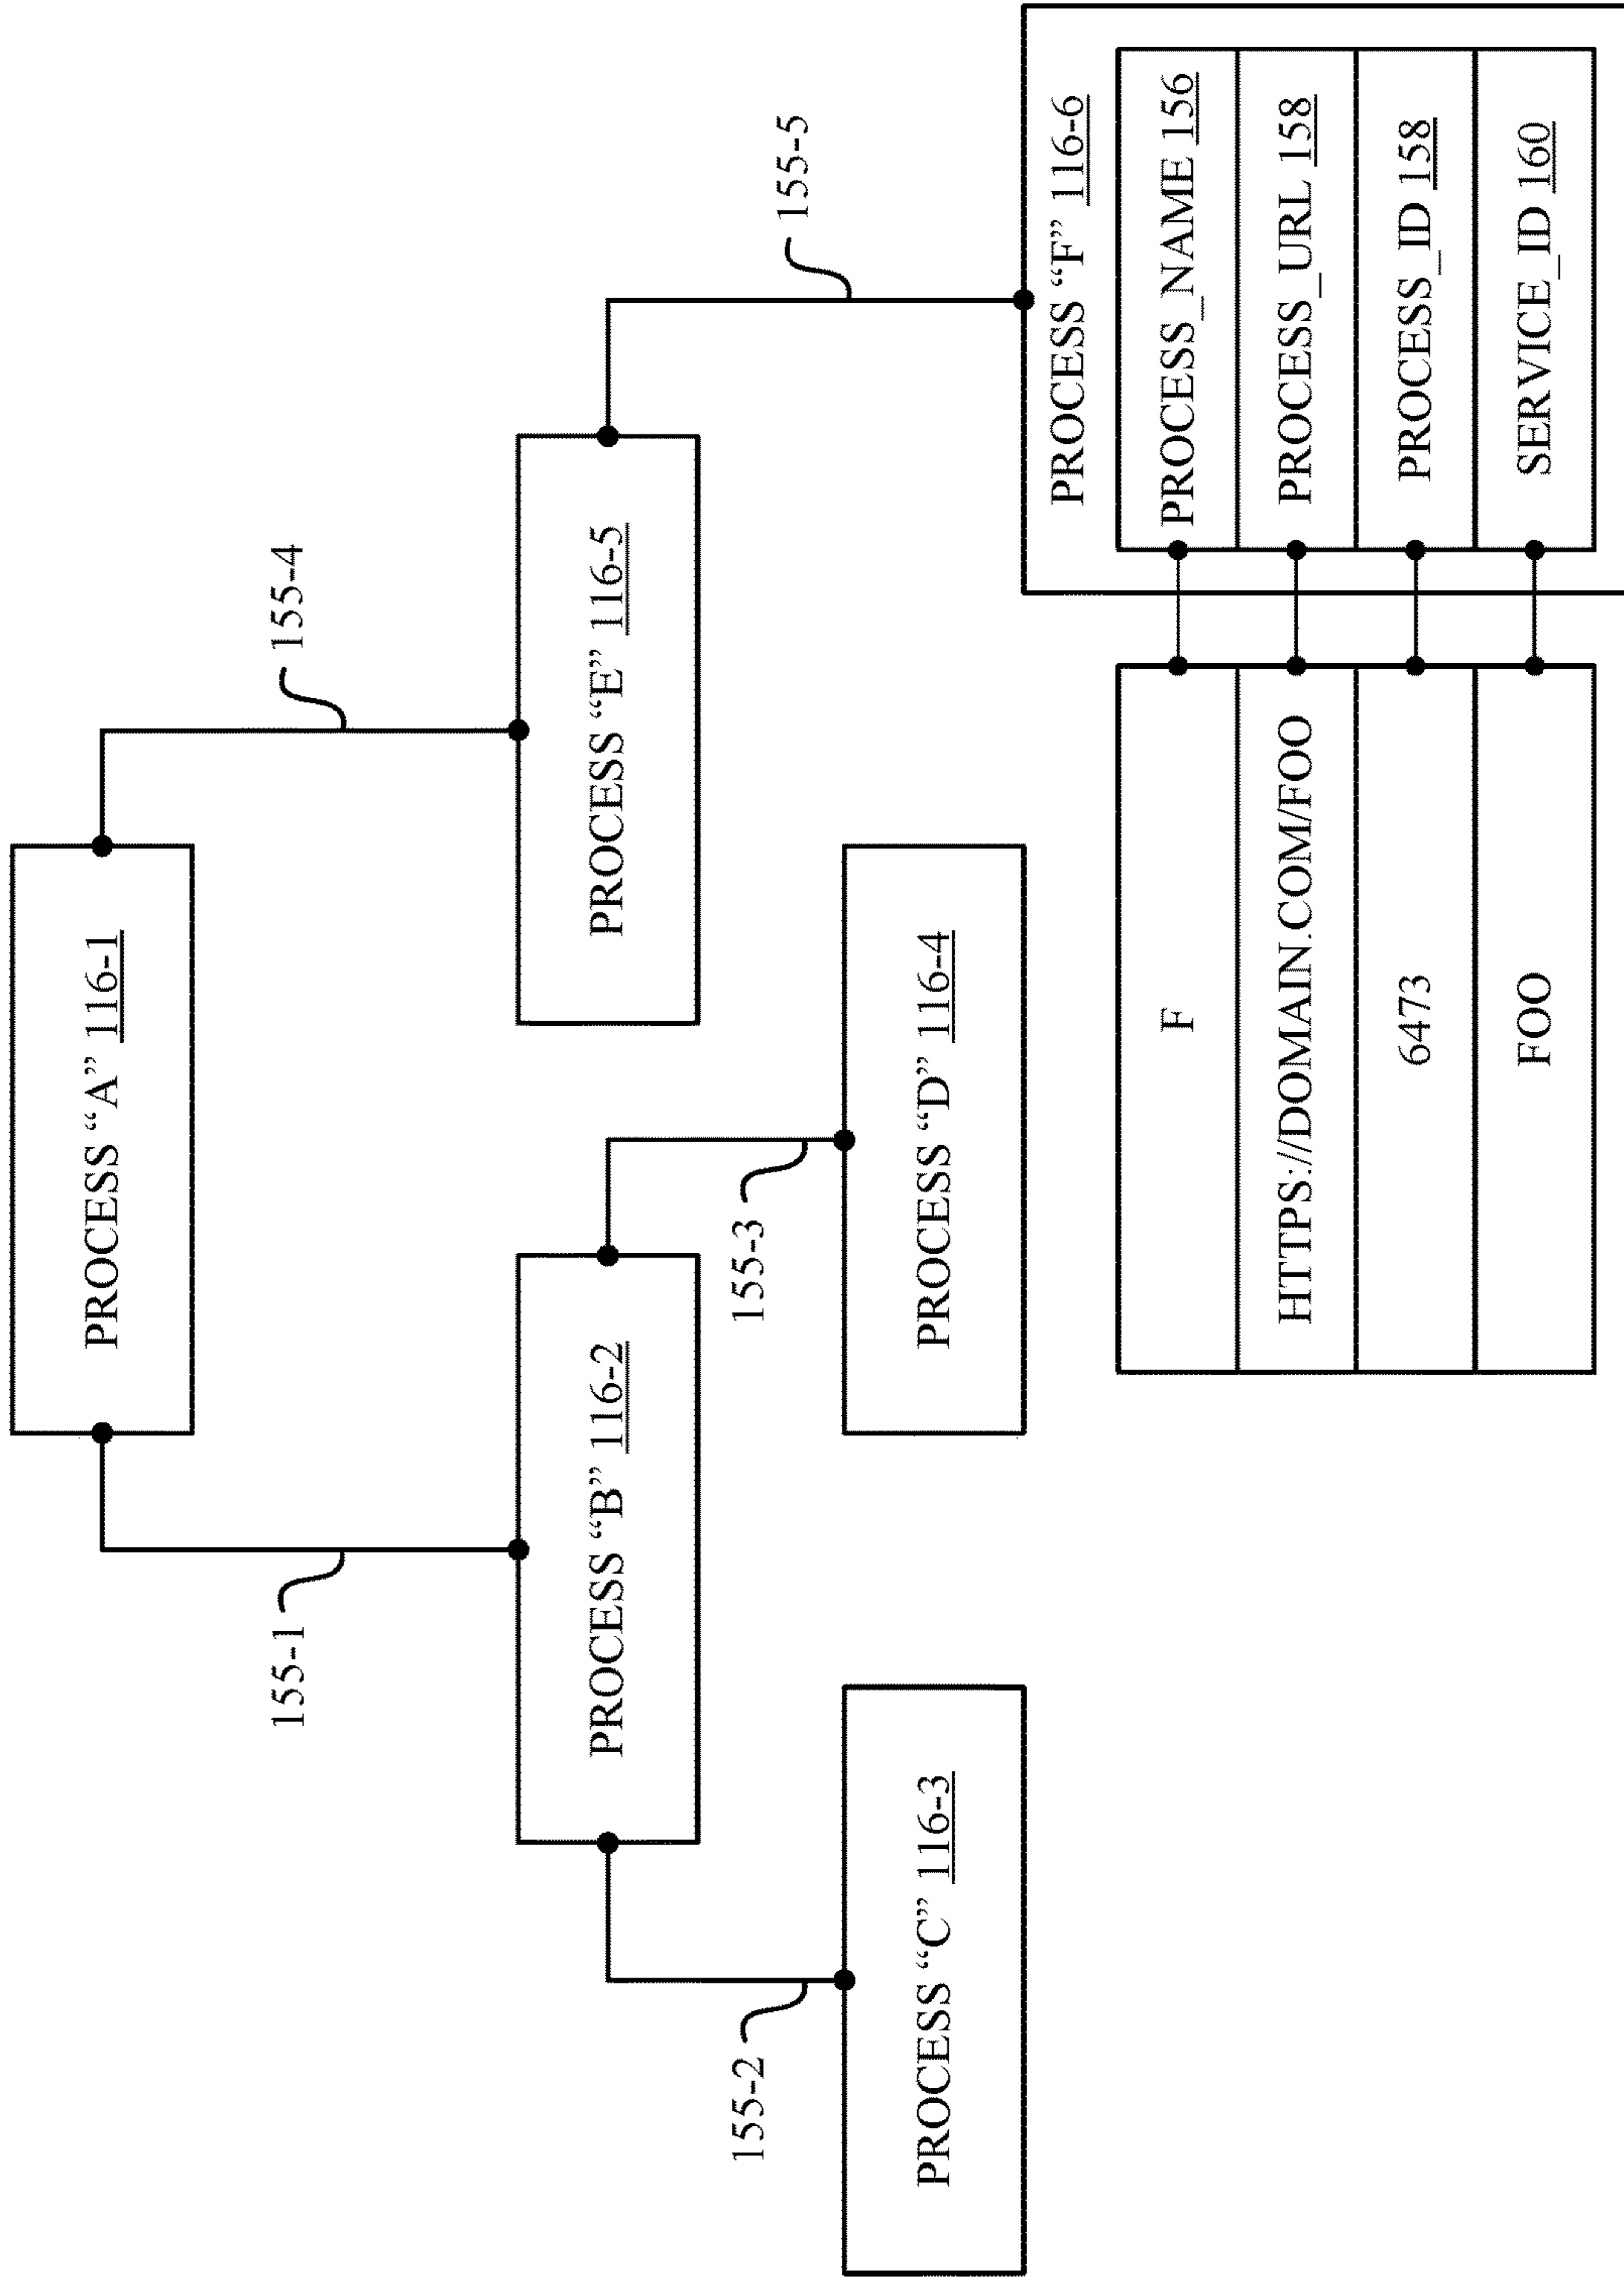 PROCESS “A” 116-1
155-1
155-4
PROCESS “B” 116-2
PROCESS “E” 116-5
155-2
155-3
155-5
PROCESS “C” 116-3
PROCESS “D” 116-4
PROCESS “F” 116-6
F
PROCESS_NAME 156
HTTPS://DOMAIN.COM/FOO
PROCESS_URL 158
6473
PROCESS_ID 158
FOO
SERVICE_ID 160